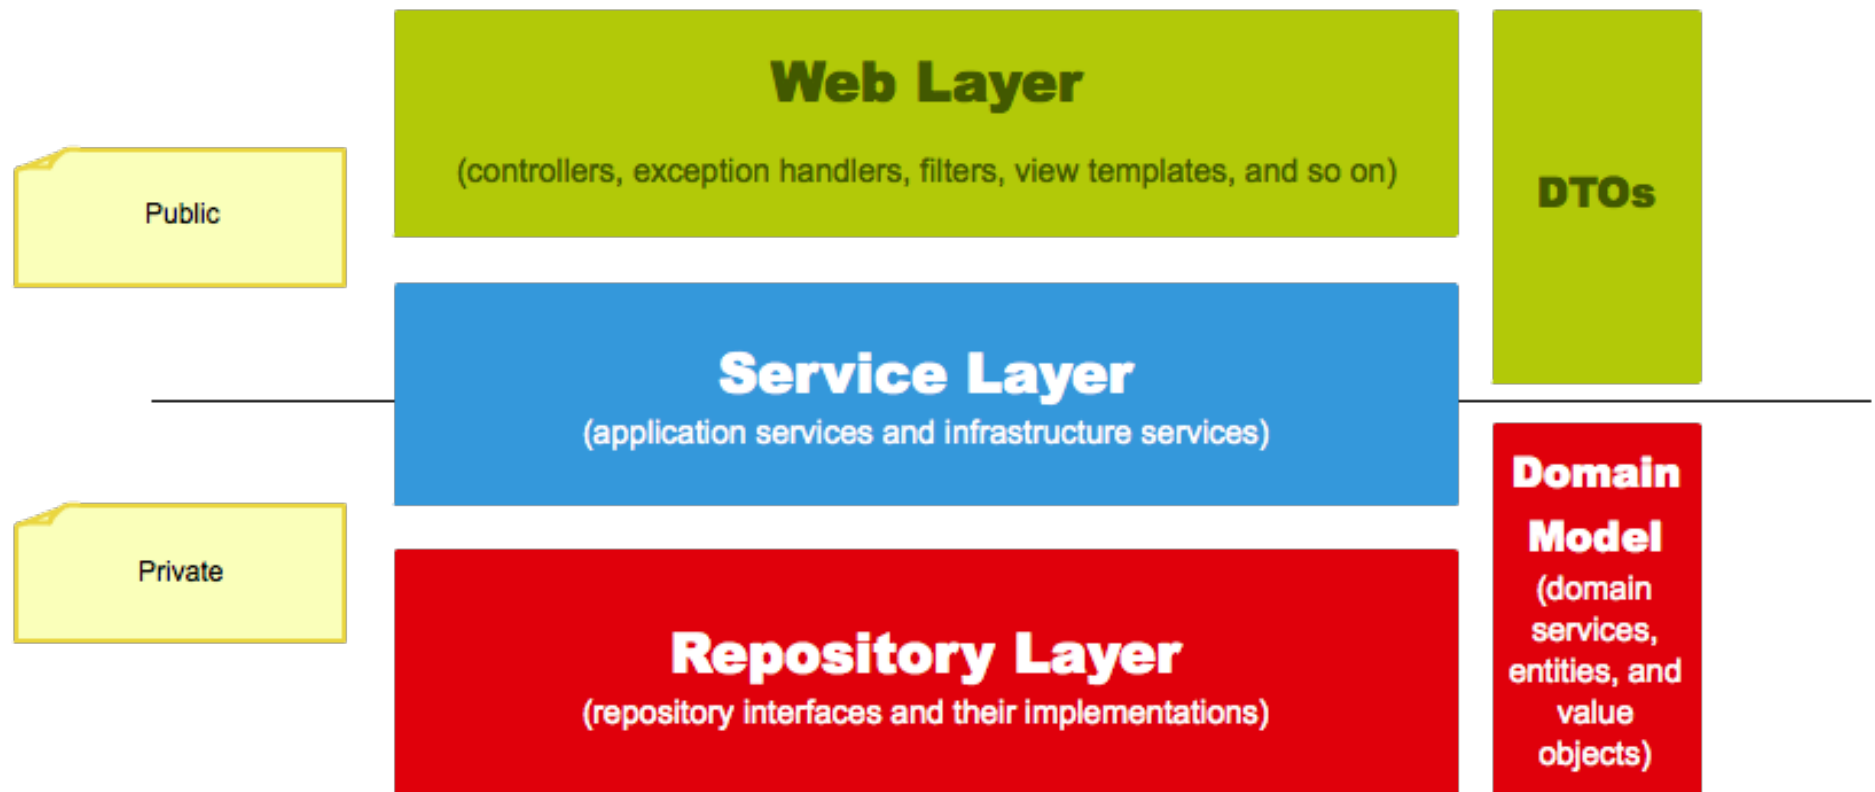 Web Layer
(controllers, exception handlers, filters, view templates, and so on)
DTOs
Public
Service Layer
(application services and infrastructure services)
Domain
Model
(domain
services,
entities, and
value
objects)
Private
Repository Layer
(repository interfaces and their implementations)